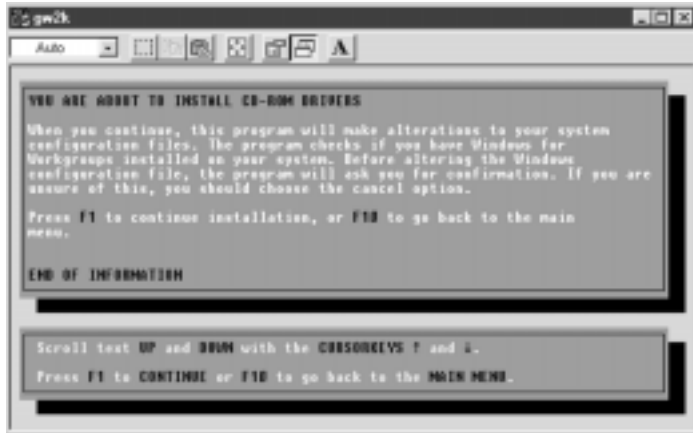 gw2k
Auto
A
YOU ARE ABOUT TO INSTALL CD-ROM DRIVERS
When you continue, this program will make alterations to your system
configuration files. The program checks if you have Windows for
Workgroups installed on your system. Before altering the Windows
configuration file, the program will ask you for confirmation. If you are
unsure of this, you should choose the cancel option.
Press F1 to continue installation, or F10 to go back to the main
menu.
END OF INFORMATION
Scroll text UP and DOWN with the CURSORKEYS ↑ and ↓.
Press F1 to CONTINUE or F10 to go back to the MAIN MENU.